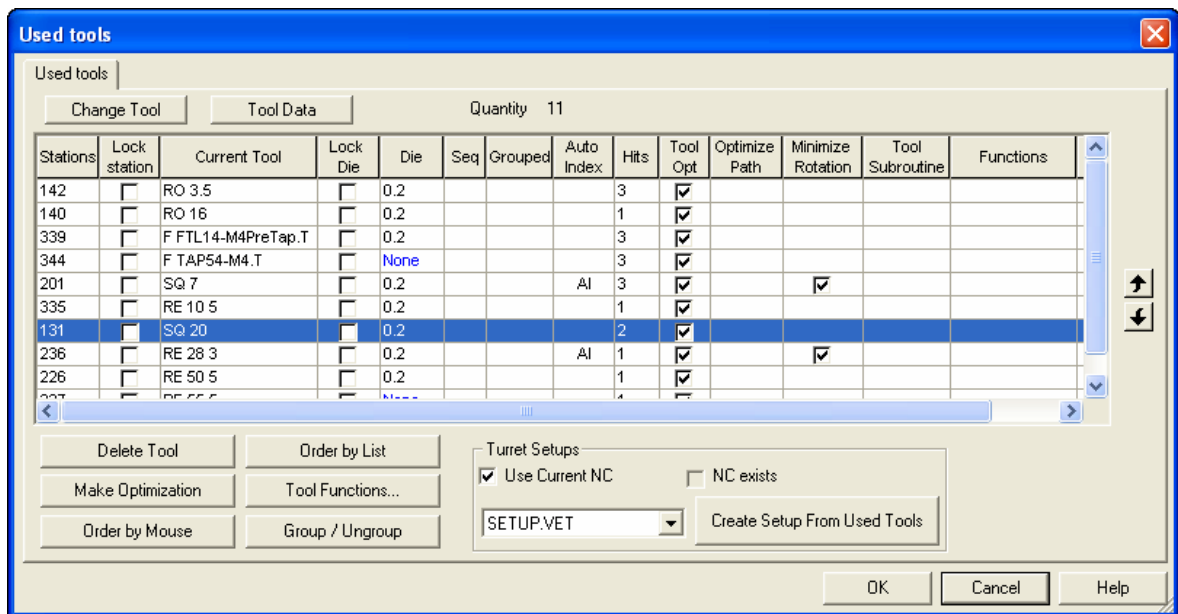 Used tools
Used tools
Change Tool Tool Data Quantity 11
Stations Lock station Current Tool Lock Die Die Seq Grouped Auto Index Hits Tool Opt Optimize Path Minimize Rotation Tool Subroutine Functions
142 RO 3.5 0.2 3
140 RO 16 0.2 1
339 F FTL14-M4PreTap.T 0.2 3
344 F TAP54-M4.T None 3
201 SQ 7 0.2 AI 3
335 RE 10 5 0.2 1
131 SQ 20 0.2 2
236 RE 28 3 0.2 AI 1
226 RE 50 5 0.2 1
Delete Tool Order by List Turret Setups
Make Optimization Tool Functions... Use Current NC NC exists
Order by Mouse Group / Ungroup SETUP.VET Create Setup From Used Tools
OK Cancel Help